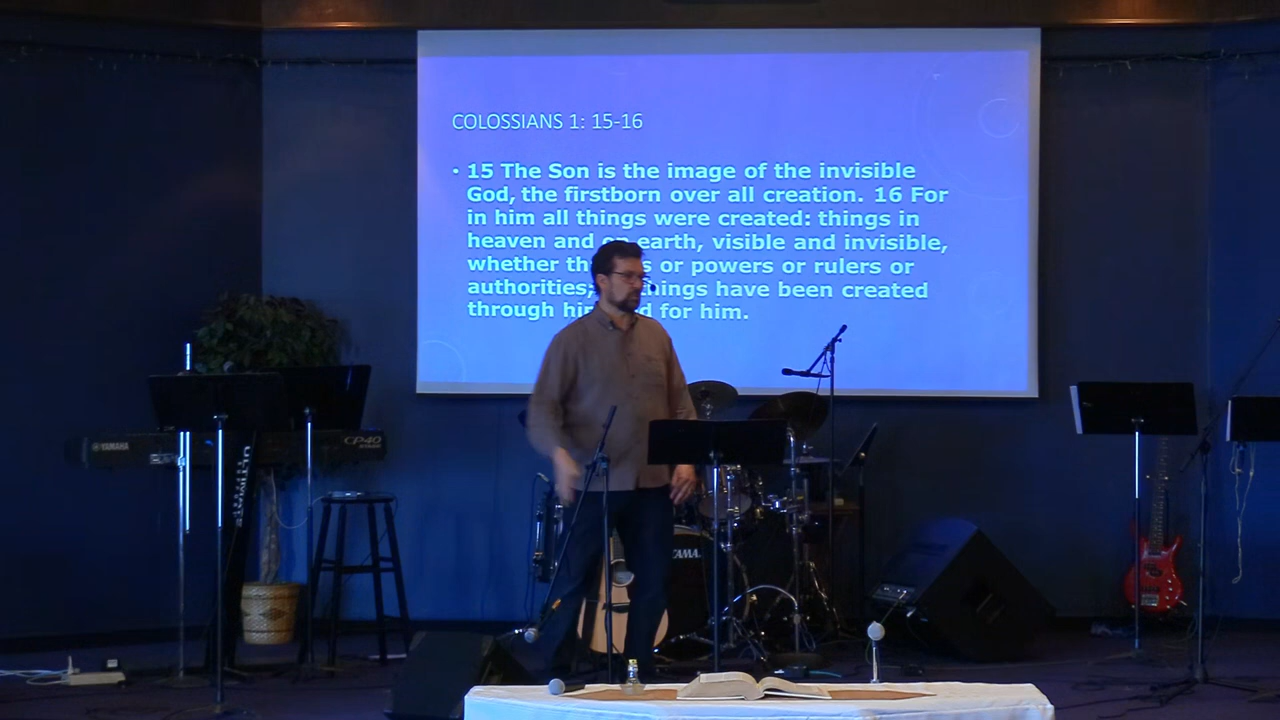 COLOSSIANS 1: 15-16
• 15 The Son is the image of the invisible
God, the firstborn over all creation. 16 For
in him all things were created: things in
heaven and earth, visible and invisible,
whether or powers or rulers or
authorities; things have been created
through for him.
YAMAHA
CP40
ULTIMATE
TAMA